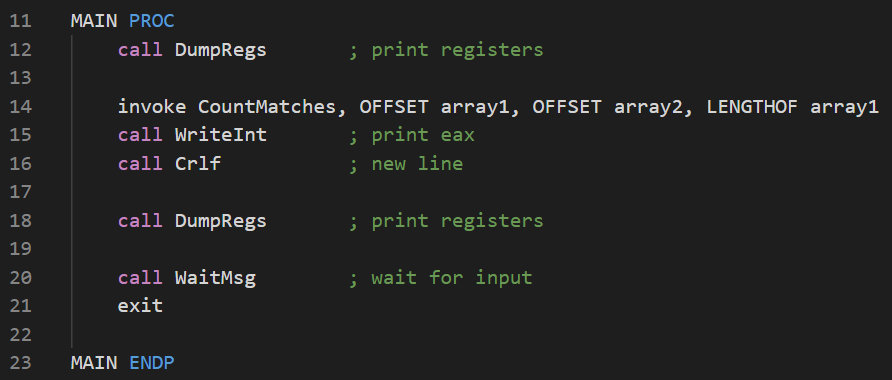 11 MAIN PROC
12 call DumpRegs ; print registers
13
14 invoke CountMatches, OFFSET array1, OFFSET array2, LENGTHOF array1
15 call WriteInt ; print eax
16 call Crlf ; new line
17
18 call DumpRegs ; print registers
19
20 call WaitMsg ; wait for input
21 exit
22
23 MAIN ENDP